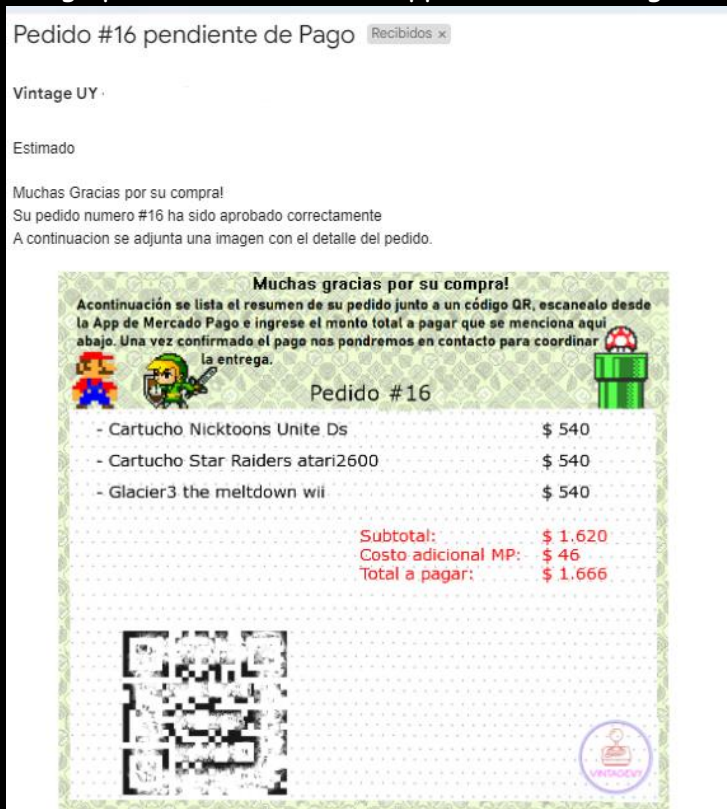 Pedido #16 pendiente de Pago Recibidos x
Vintage UY
Estimado
Muchas Gracias por su compra!
Su pedido numero #16 ha sido aprobado correctamente
A continuacion se adjunta una imagen con el detalle del pedido.
Muchas gracias por su compra!
Acontinuación se lista el resumen de su pedido junto a un código QR, escanealo desde
la App de Mercado Pago e ingrese el monto total a pagar que se menciona aqui
abajo. Una vez confirmado el pago nos pondremos en contacto para coordinar
la entrega.
Pedido #16
- Cartucho Nicktoons Unite Ds $ 540
- Cartucho Star Raiders atari2600 $ 540
- Glacier3 the meltdown wii $ 540
Subtotal: $ 1.620
Costo adicional MP: $ 46
Total a pagar: $ 1.666
VINTAGEUY